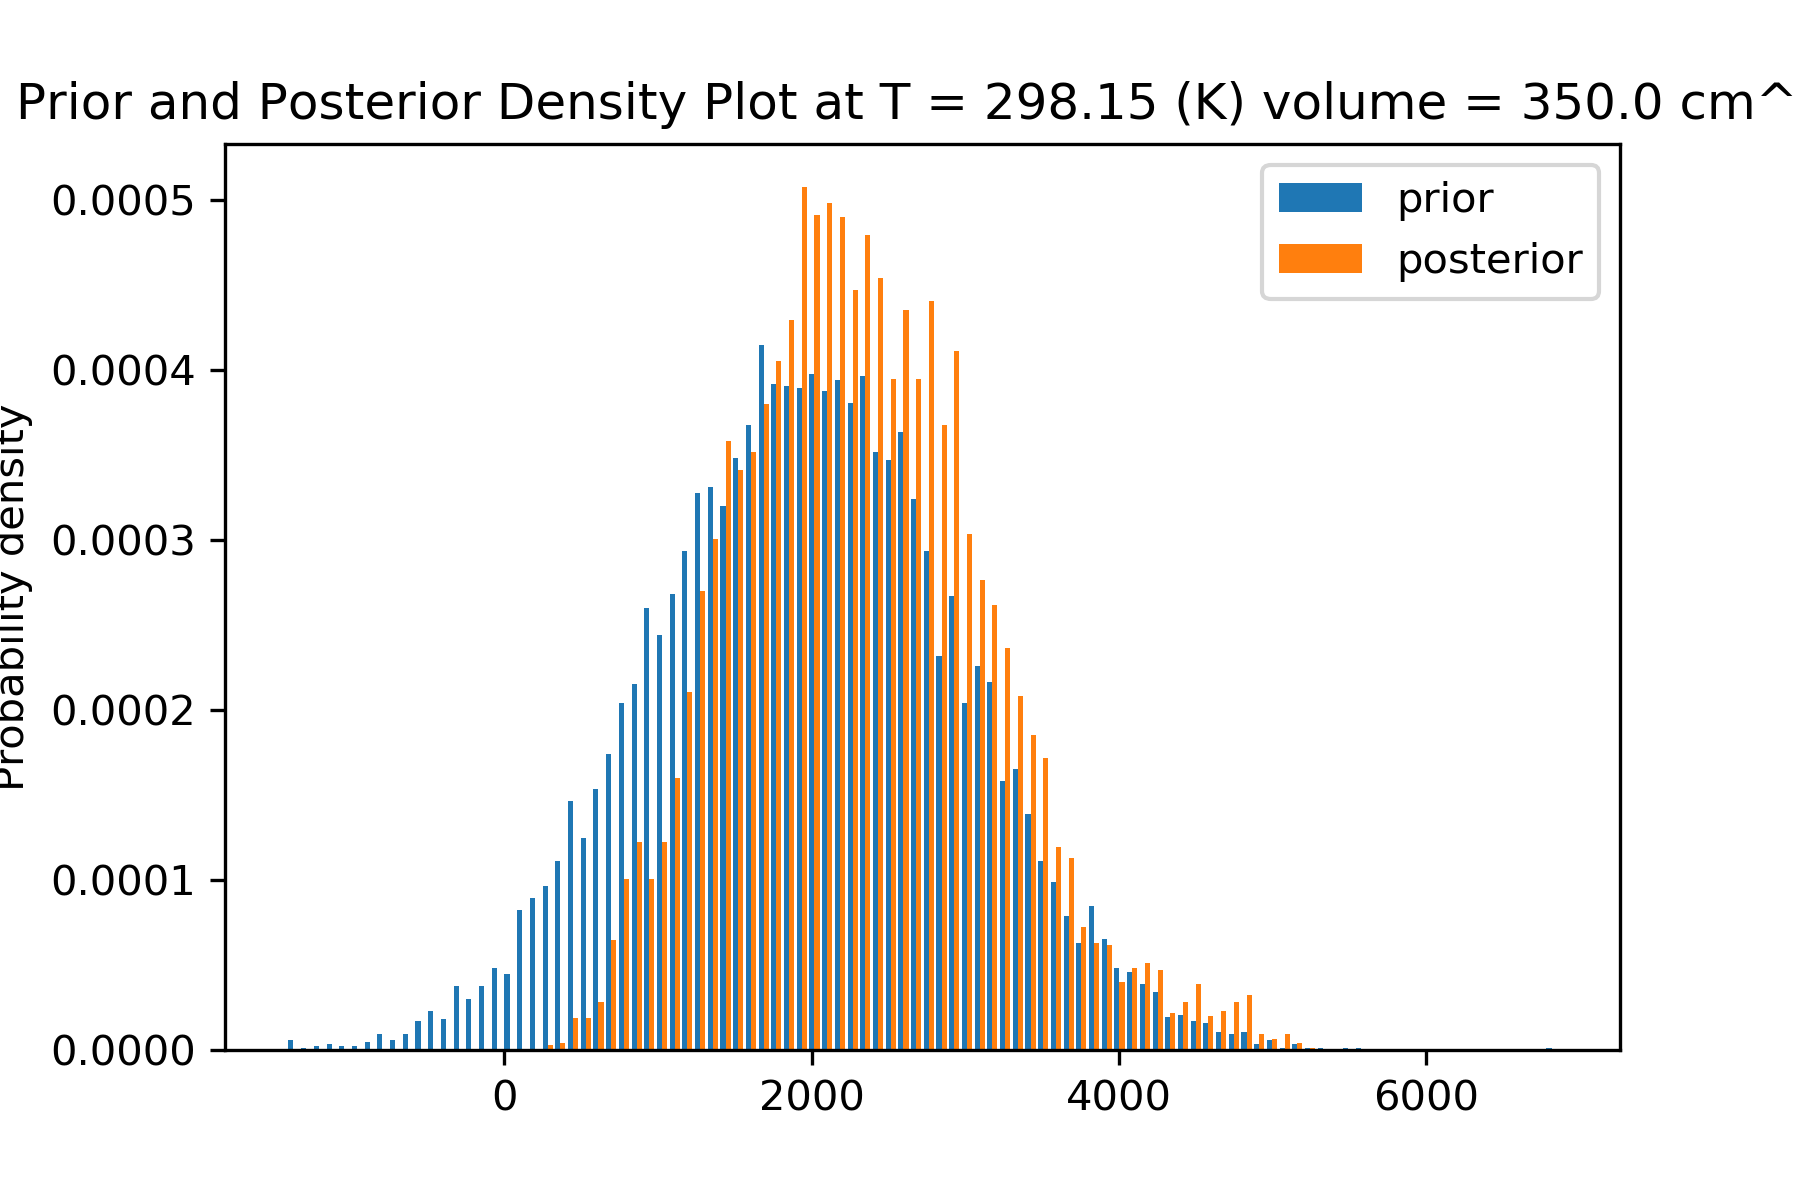 Prior and Posterior Density Plot at T = 298.15 (K) volume = 350.0 cm^
prior
posterior
Probability density
0.0005
0.0004
0.0003
0.0002
0.0001
0.0000
0
2000
4000
6000